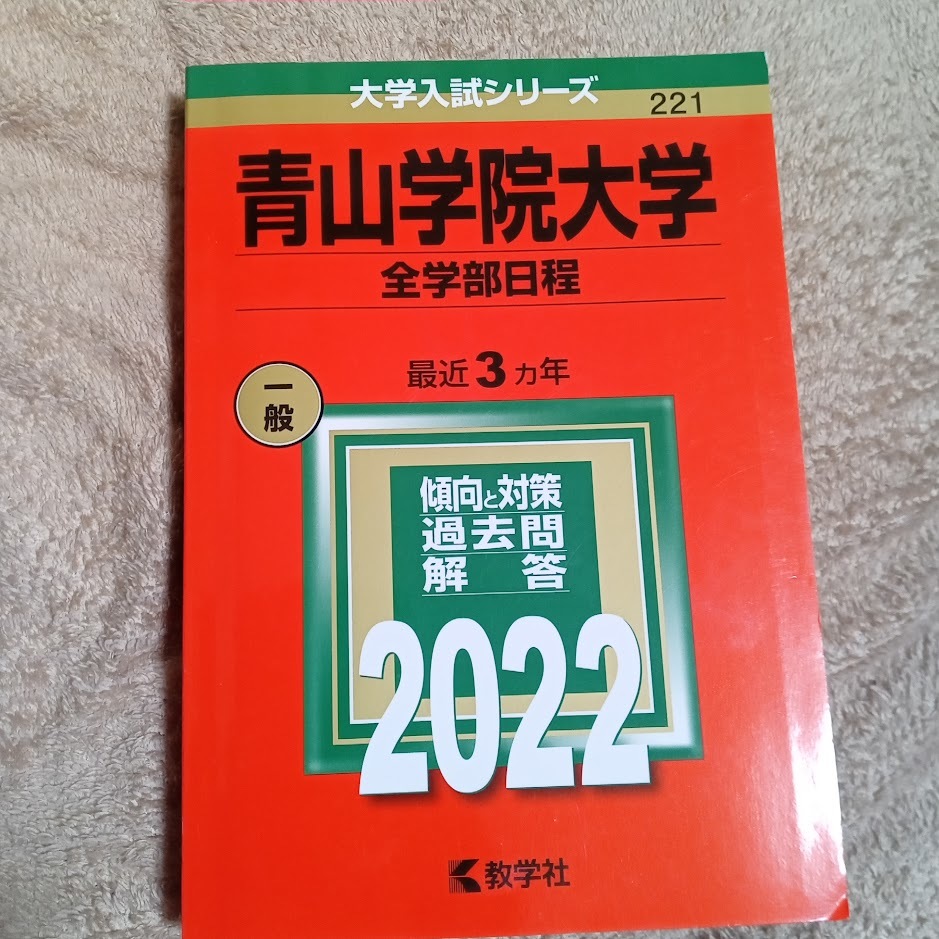 大学入試シリーズ
221
青山学院大学
全学部日程
最近3カ年
一般
傾向と対策
過去問
解答
2022
教学社